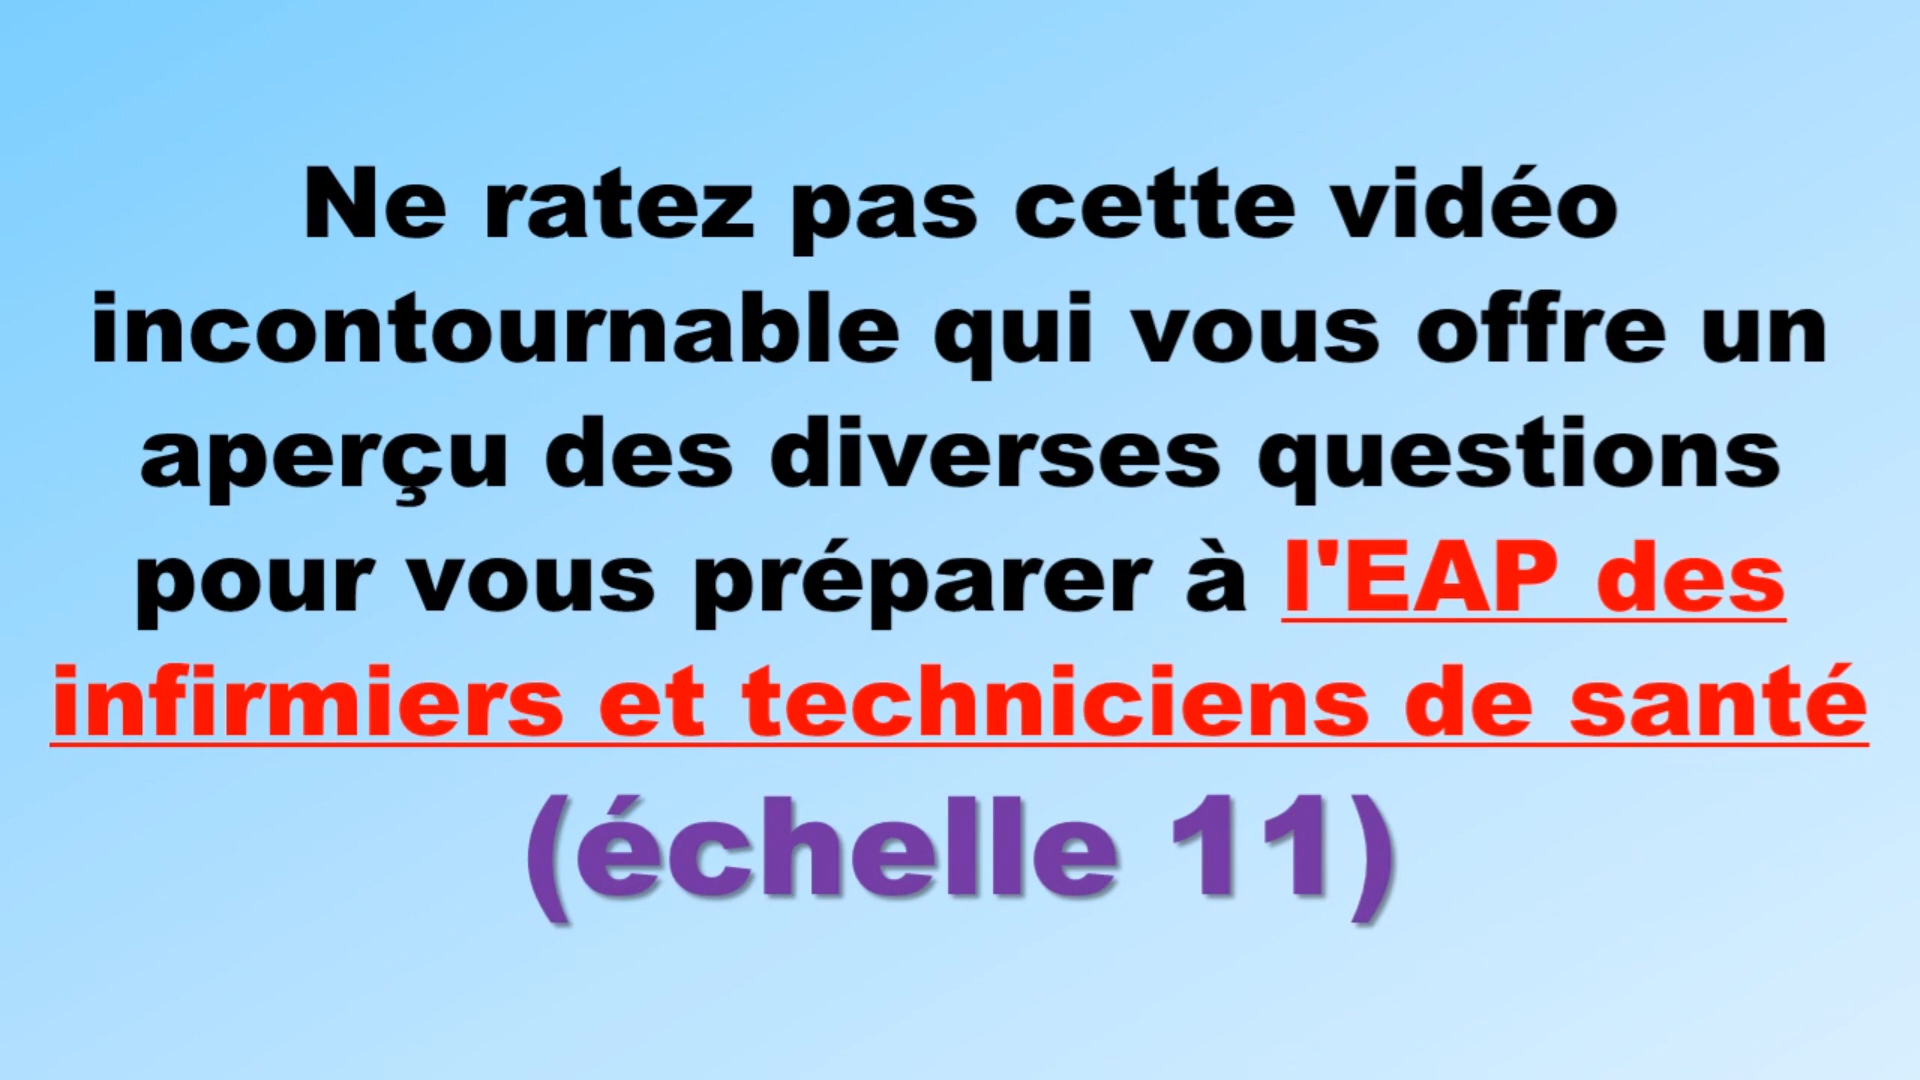 Ne ratez pas cette vidéo
incontournable qui vous offre un
aperçu des diverses questions
pour vous préparer à l'EAP des
infirmiers et techniciens de santé
(échelle 11)